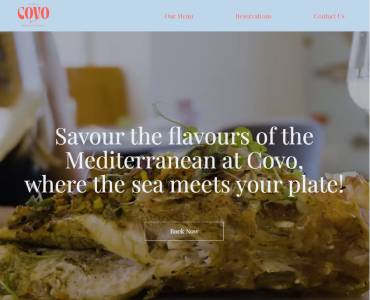 COVO
Our Menu
Reservations
Contact Us
Savour the flavours of the
Mediterranean at Covo,
where the sea meets your plate!
Book Now